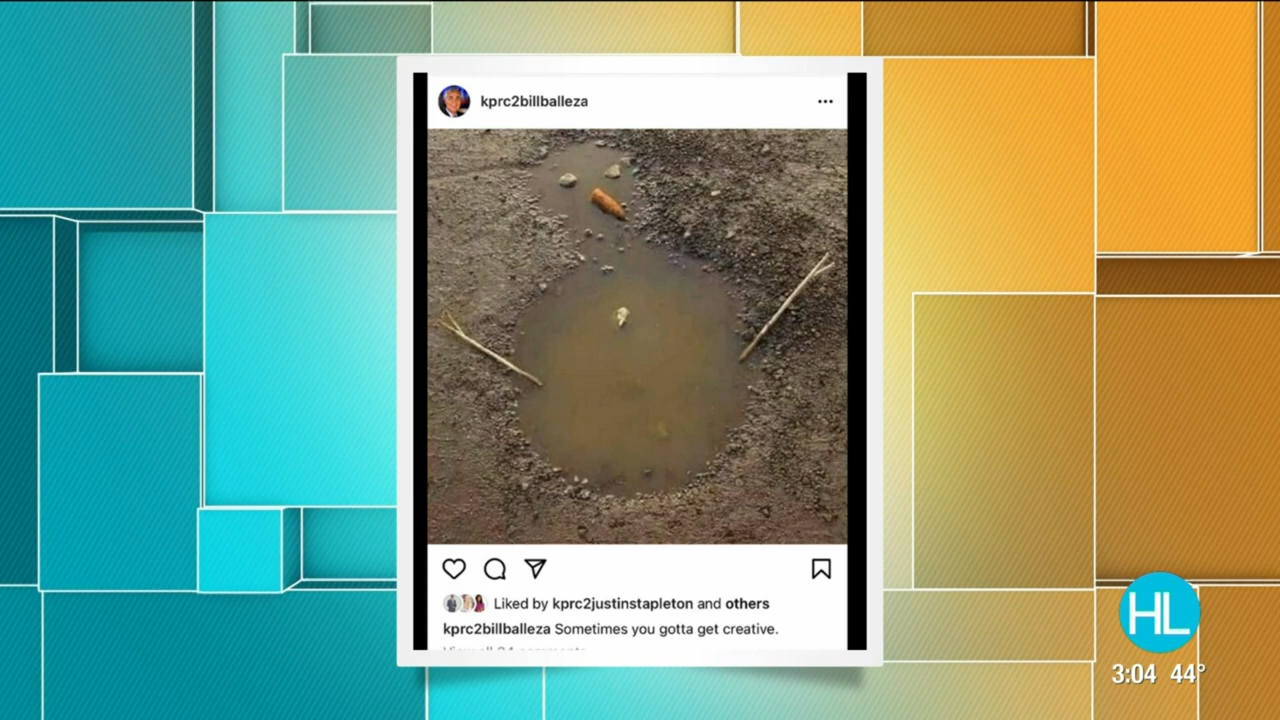 kprc2billballeza
Liked by kprc2justinstapleton and others
kprc2billballeza Sometimes you gotta get creative.
HL
3:04 44°